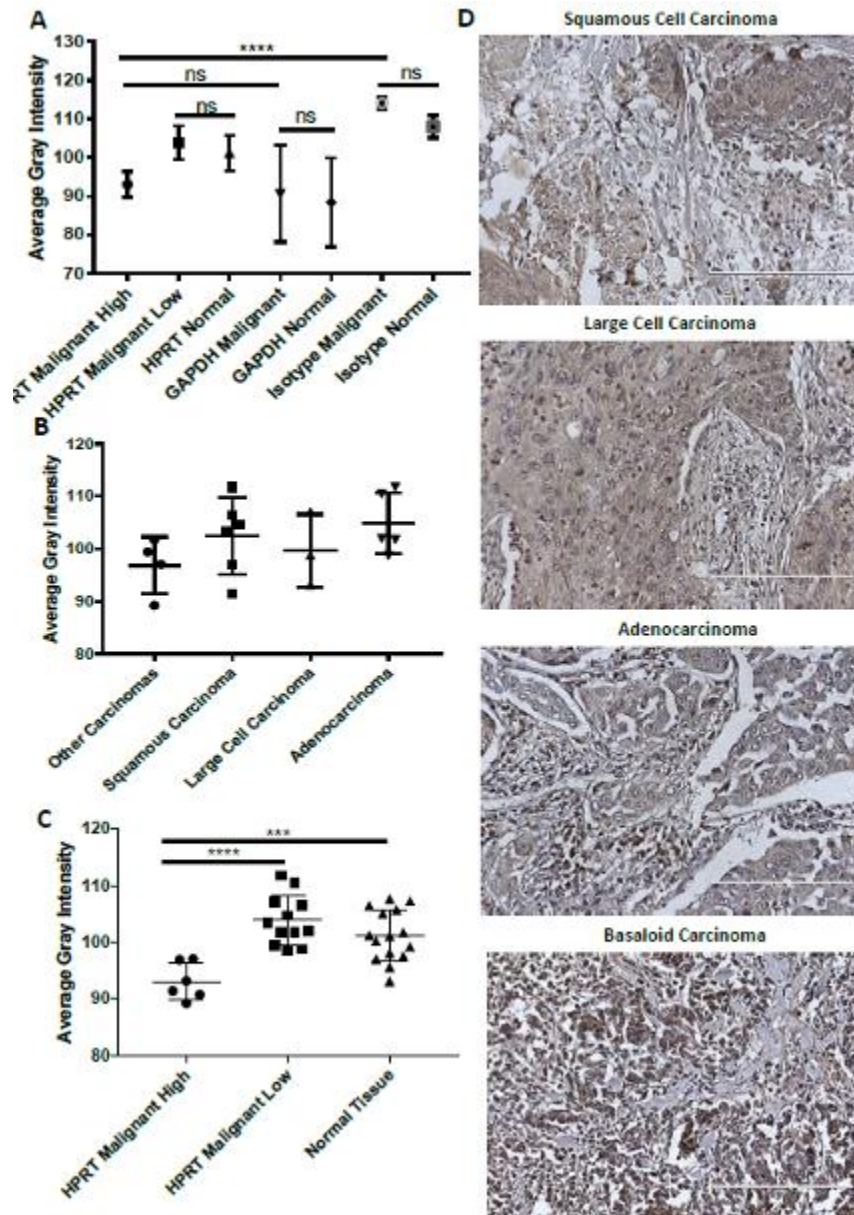 A
Average Gray Intensity
130
120
110
100
90
80
70
****
ns
ns
ns
ns
RT Malignant High
HPRT Malignant Low
HPRT Normal
GAPDH Malignant
GAPDH Normal
Isotype Malignant
Isotype Normal
B
Average Gray Intensity
120
110
100
90
80
Other Carcinomas
Squamous Carcinoma
Large Cell Carcinoma
Adenocarcinoma
C
Average Gray Intensity
120
110
100
90
80
***
****
HPRT Malignant High
HPRT Malignant Low
Normal Tissue
D
Squamous Cell Carcinoma
Large Cell Carcinoma
Adenocarcinoma
Basaloid Carcinoma